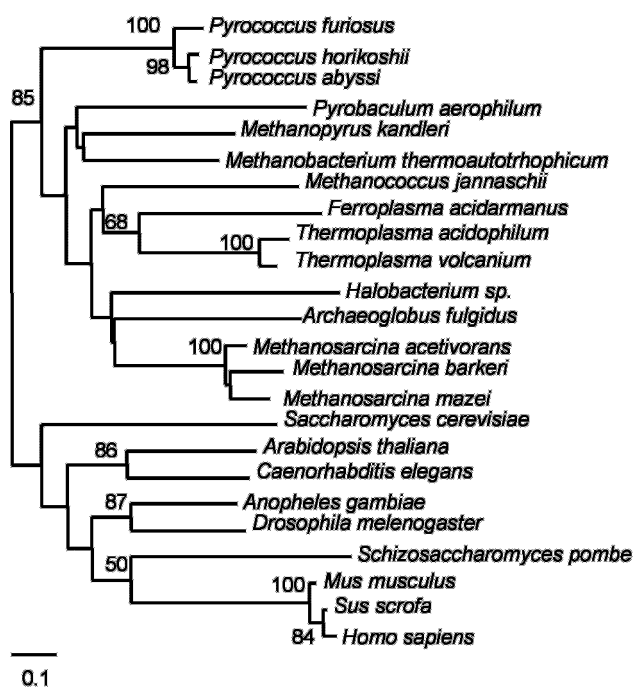 100 Pyrococcus furiosus
Pyrococcus horikoshii
98 Pyrococcus abyssi
85
Pyrobaculum aerophilum
Methanopyrus kandleri
Methanobacterium thermoautotrhophicum
Methanococcus jannaschii
68 Ferroplasma acidarmanus
100 Thermoplasma acidophilum
Thermoplasma volcanium
Halobacterium sp.
Archaeoglobus fulgidus
100 Methanosarcina acetivorans
Methanosarcina barkeri
Methanosarcina mazei
Saccharomyces cerevisiae
86 Arabidopsis thaliana
Caenorhabditis elegans
87 Anopheles gambiae
Drosophila melenogaster
50 Schizosaccharomyces pombe
100 Mus musculus
Sus scrofa
84 Homo sapiens
0.1